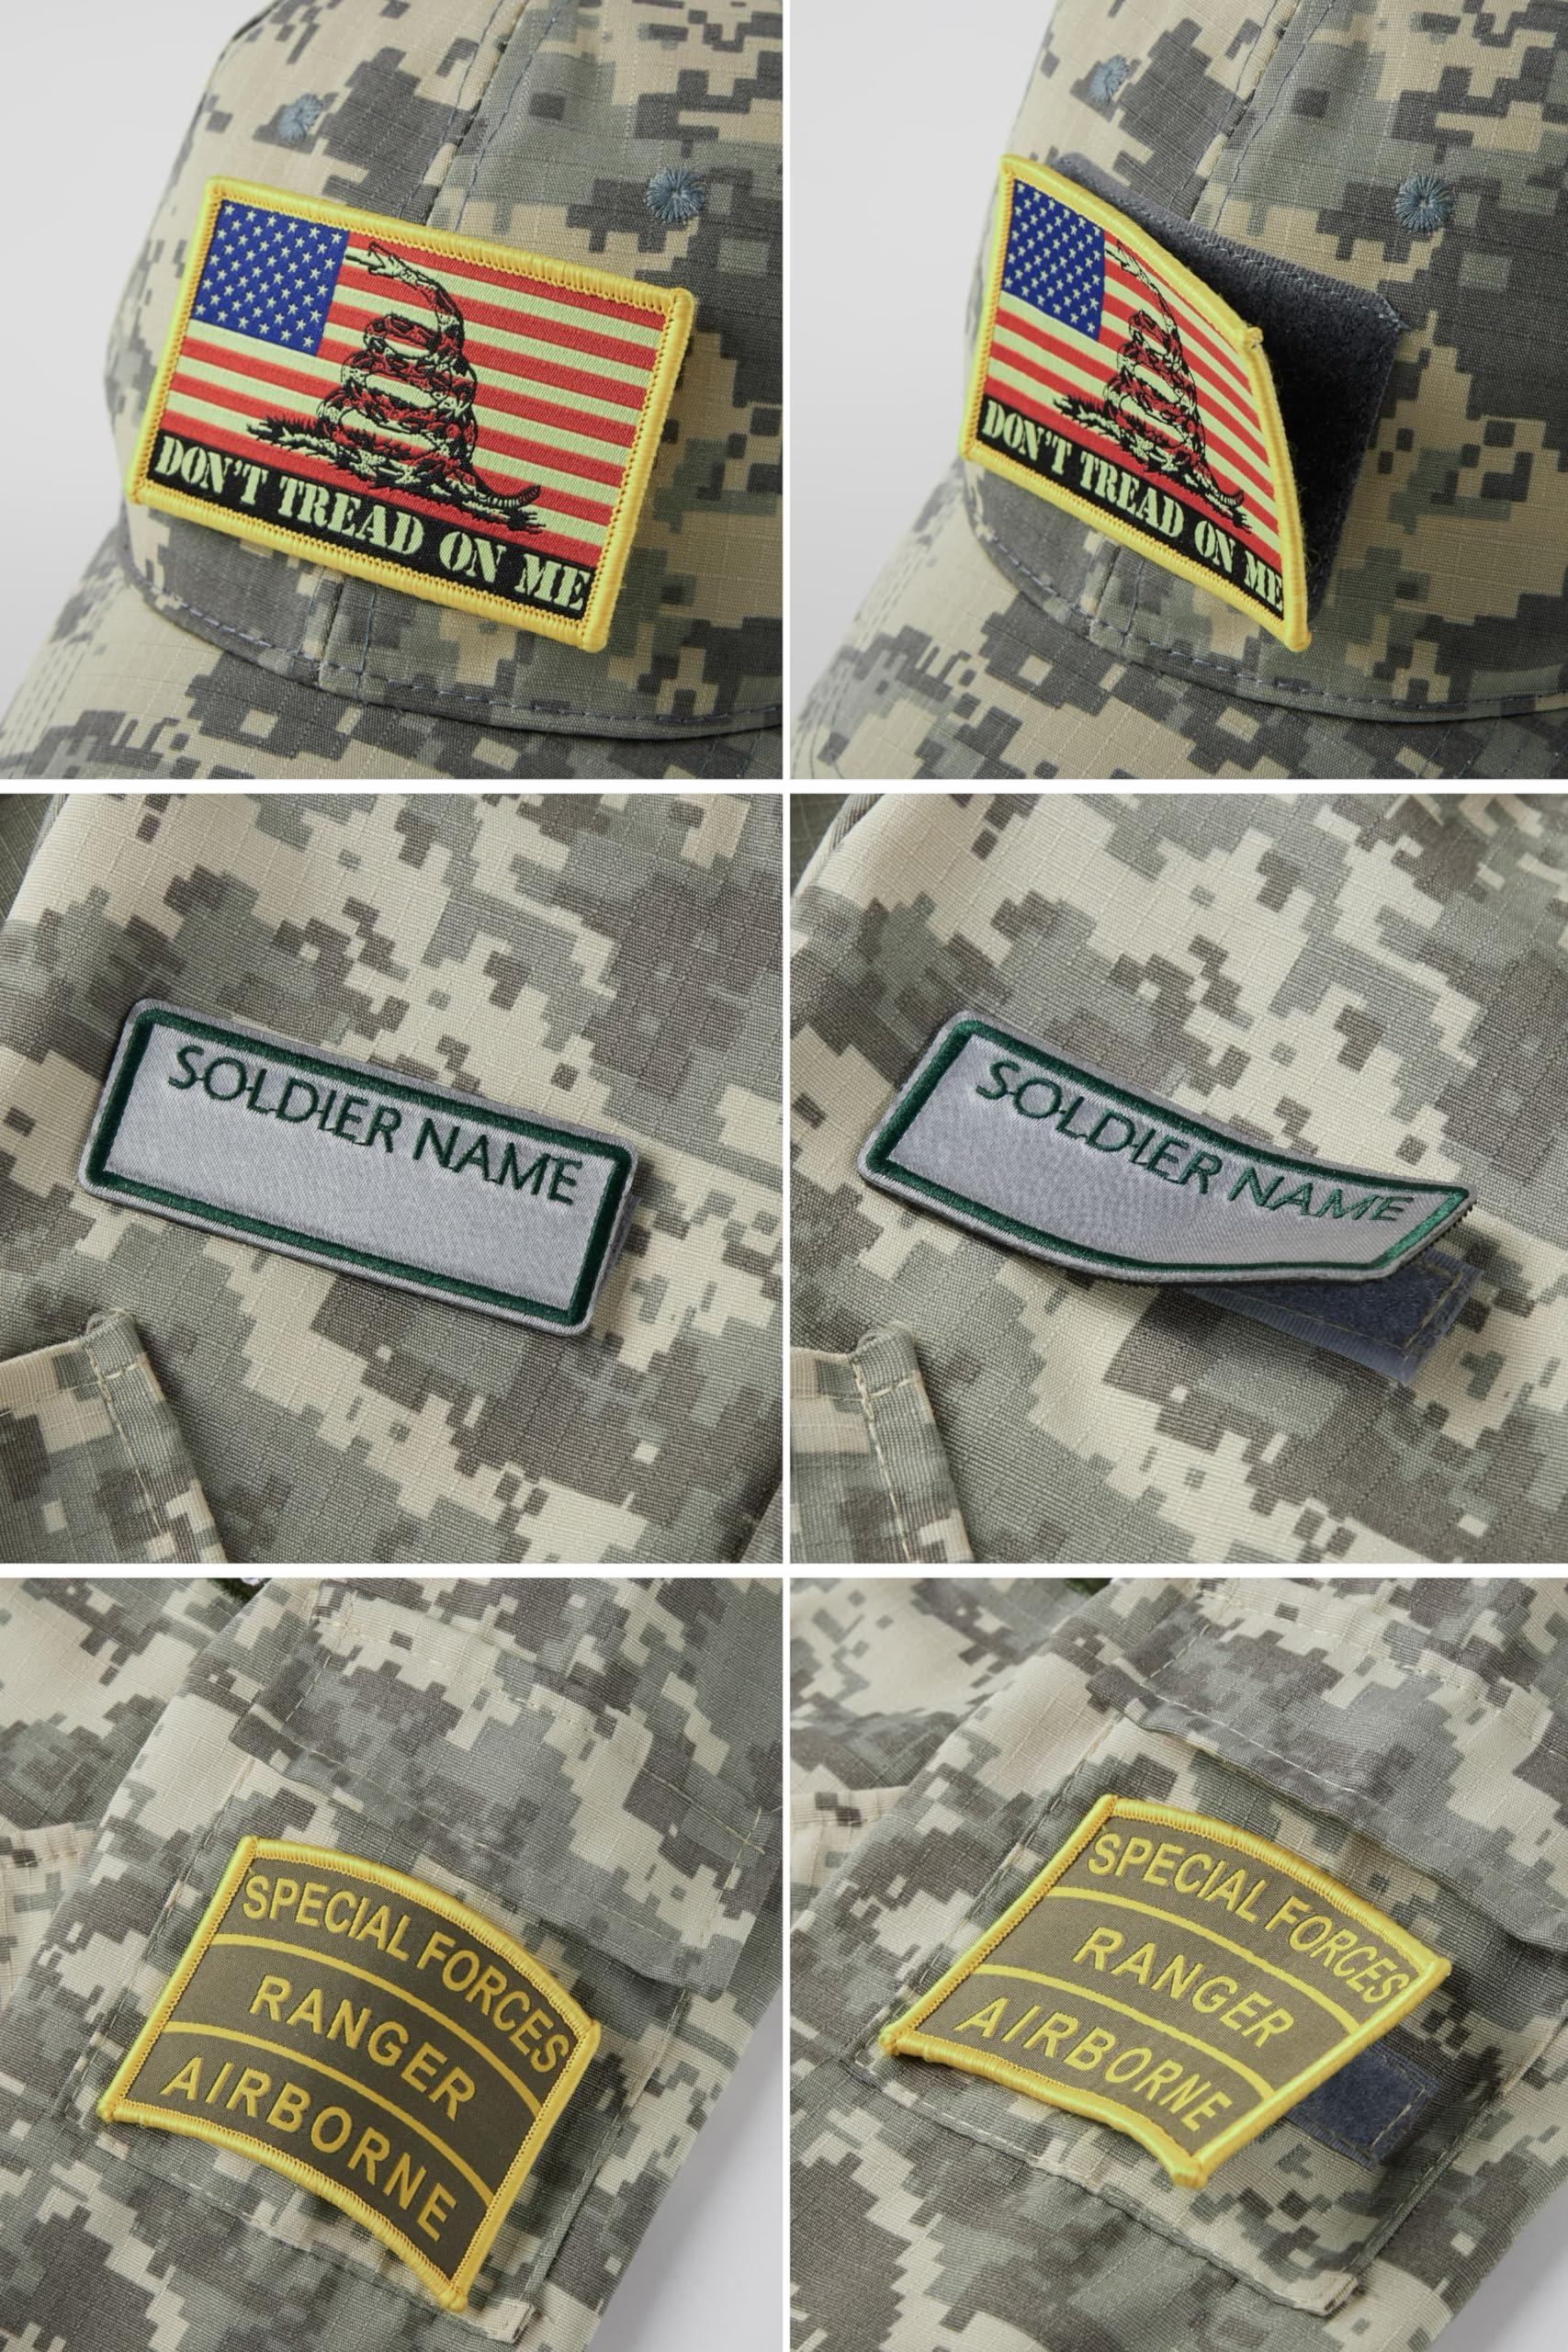 DON'T TREAD ON ME
DON'T TREAD ON ME
SOLDIER NAME
SOLDIER NAME
SPECIAL FORCES
RANGER
AIRBORNE
SPECIAL FORCES
RANGER
AIRBORNE